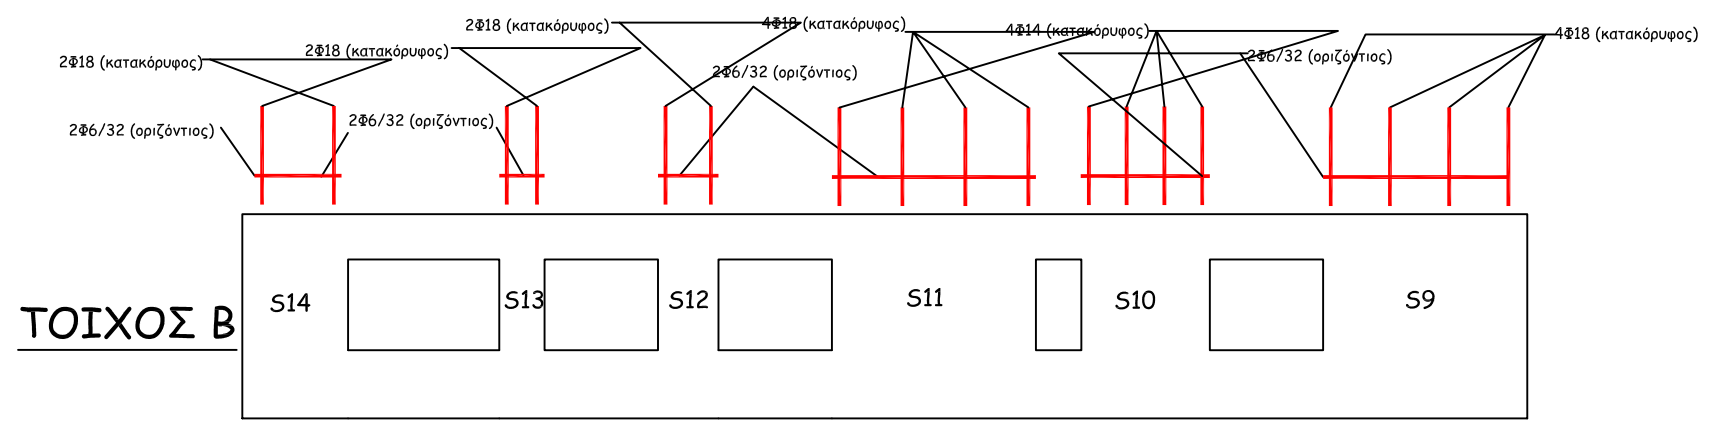 2Φ18 (κατακόρυφος)
4Φ18 (κατακόρυφος)
4Φ14 (κατακόρυφος)
4Φ18 (κατακόρυφος)
2Φ18 (κατακόρυφος)
2Φ18 (κατακόρυφος)
2Φ6/32 (οριζόντιος)
2Φ6/32 (οριζόντιος)
2Φ6/32 (οριζόντιος)
2Φ6/32 (οριζόντιος)
S14
S13
S12
S11
S10
S9
ΤΟΙΧΟΣ Β